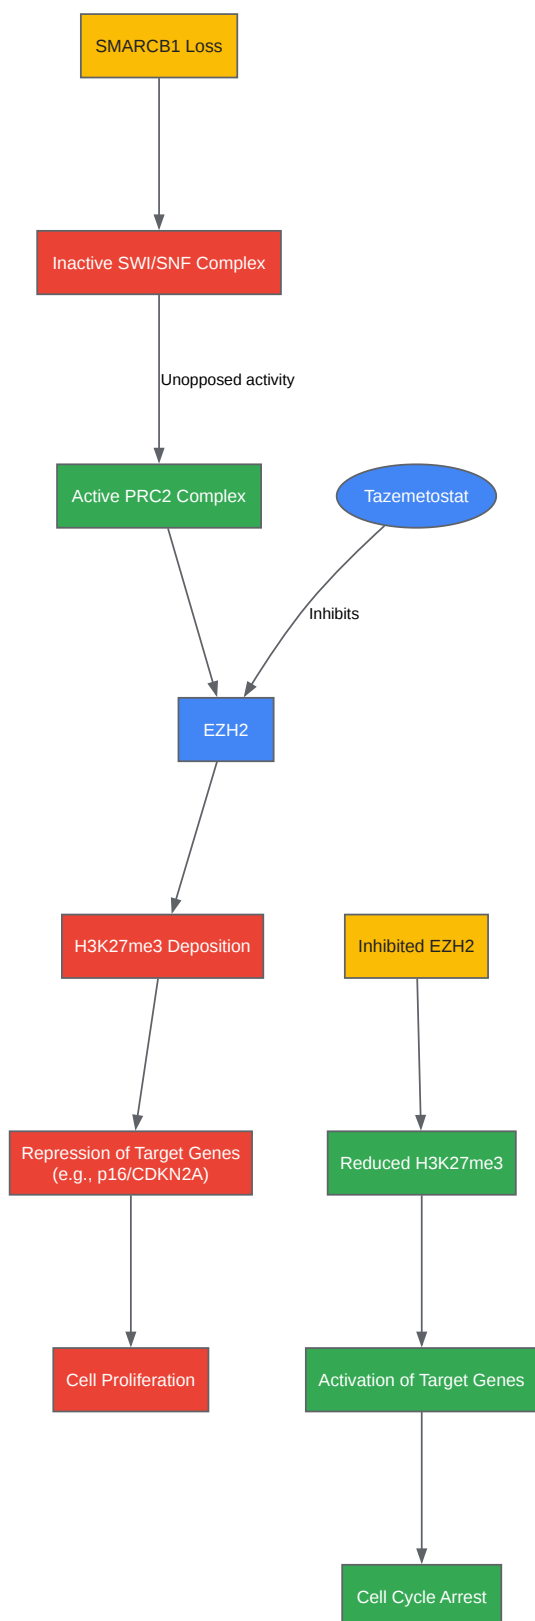 SMARCB1 Loss
Inactive SWI/SNF Complex
Unopposed activity
Active PRC2 Complex
Tazemetostat
Inhibits
EZH2
H3K27me3 Deposition
Inhibited EZH2
Repression of Target Genes
(e.g., p16/CDKN2A)
Reduced H3K27me3
Cell Proliferation
Activation of Target Genes
Cell Cycle Arrest